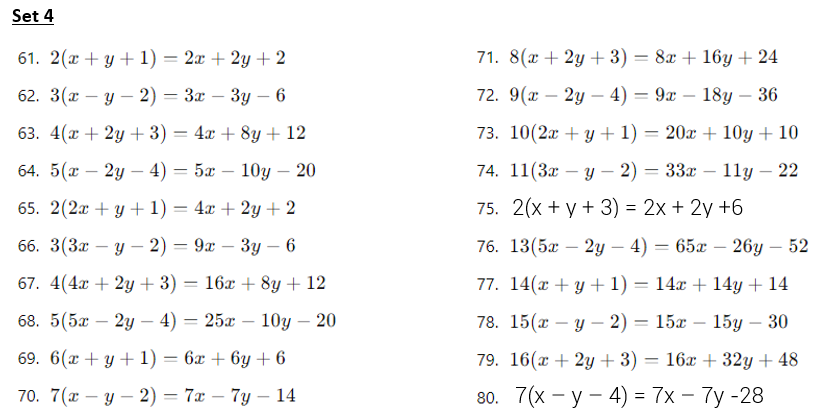 Set 4
61. 2(x + y + 1) = 2x + 2y + 2
62. 3(x − y − 2) = 3x − 3y − 6
63. 4(x + 2y + 3) = 4x + 8y + 12
64. 5(x − 2y − 4) = 5x − 10y − 20
65. 2(2x + y + 1) = 4x + 2y + 2
66. 3(3x − y − 2) = 9x − 3y − 6
67. 4(4x + 2y + 3) = 16x + 8y + 12
68. 5(5x − 2y − 4) = 25x − 10y − 20
69. 6(x + y + 1) = 6x + 6y + 6
70. 7(x − y − 2) = 7x − 7y − 14
71. 8(x + 2y + 3) = 8x + 16y + 24
72. 9(x − 2y − 4) = 9x − 18y − 36
73. 10(2x + y + 1) = 20x + 10y + 10
74. 11(3x − y − 2) = 33x − 11y − 22
75. 2(x + y + 3) = 2x + 2y +6
76. 13(5x − 2y − 4) = 65x − 26y − 52
77. 14(x + y + 1) = 14x + 14y + 14
78. 15(x − y − 2) = 15x − 15y − 30
79. 16(x + 2y + 3) = 16x + 32y + 48
80. 7(x − y − 4) = 7x − 7y -28